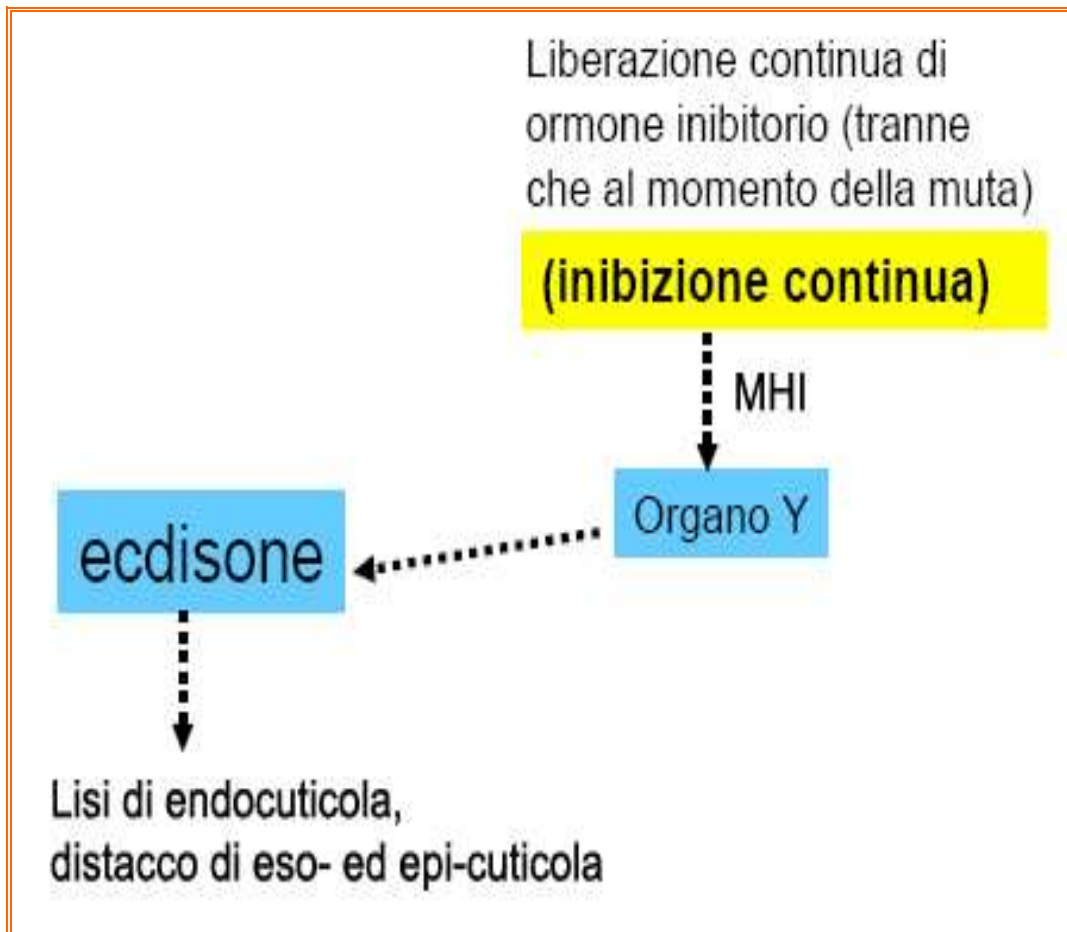 Liberazione continua di
ormone inibitorio (tranne
che al momento della muta)
(inibizione continua)
MHI
Organo Y
ecdisone
Lisi di endocuticola,
distacco di eso- ed epi-cuticola